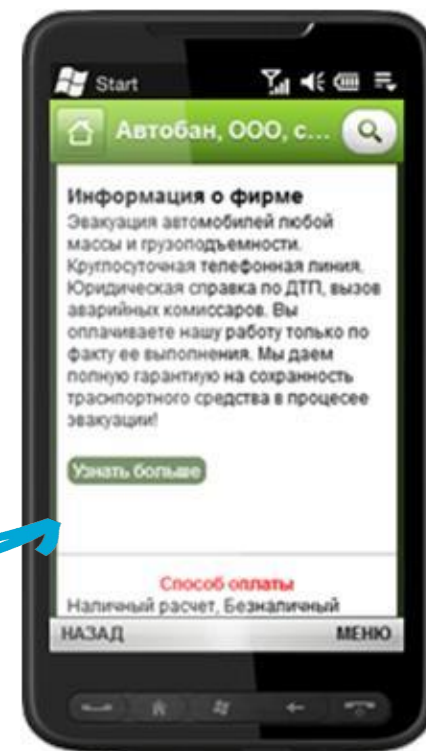 Start
Автобан, ООО, с...
Информация о фирме
Эвакуация автомобилей любой
массы и грузоподъемности.
Круглосуточная телефонная линия.
Юридическая справка по ДТП, вызов
аварийных комиссаров. Вы
оплачиваете нашу работу только по
факту ее выполнения. Мы даем
полную гарантиую на сохранность
траснпортного средства в процесее
эвакуации!
Узнать больше
Способ оплаты
Наличный расчет, Безналичный
НАЗАД
МЕНЮ